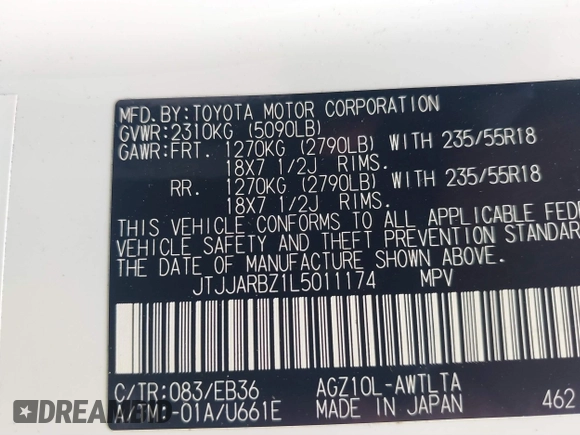 MFD. BY: TOYOTA MOTOR CORPORATION
GVWR: 2310KG (5090LB)
GAWR: FRT. 1270KG (2790LB) WITH 235/55R18
18X7 1/2J RIMS.
RR. 1270KG (2790LB) WITH 235/55R18
18X7 1/2J RIMS.
THIS VEHICLE CONFORMS TO ALL APPLICABLE FEDE
VEHICLE SAFETY AND THEFT PREVENTION STANDAR
THE DATE OF MANUFACTURE SHOWN ABOVE.
JTJJARBZ1L5011174 MPV
C/TR: 083/EB36 AGZ10L-AWTLTA
-01A/U661E MADE IN JAPAN 462
DREAMBID